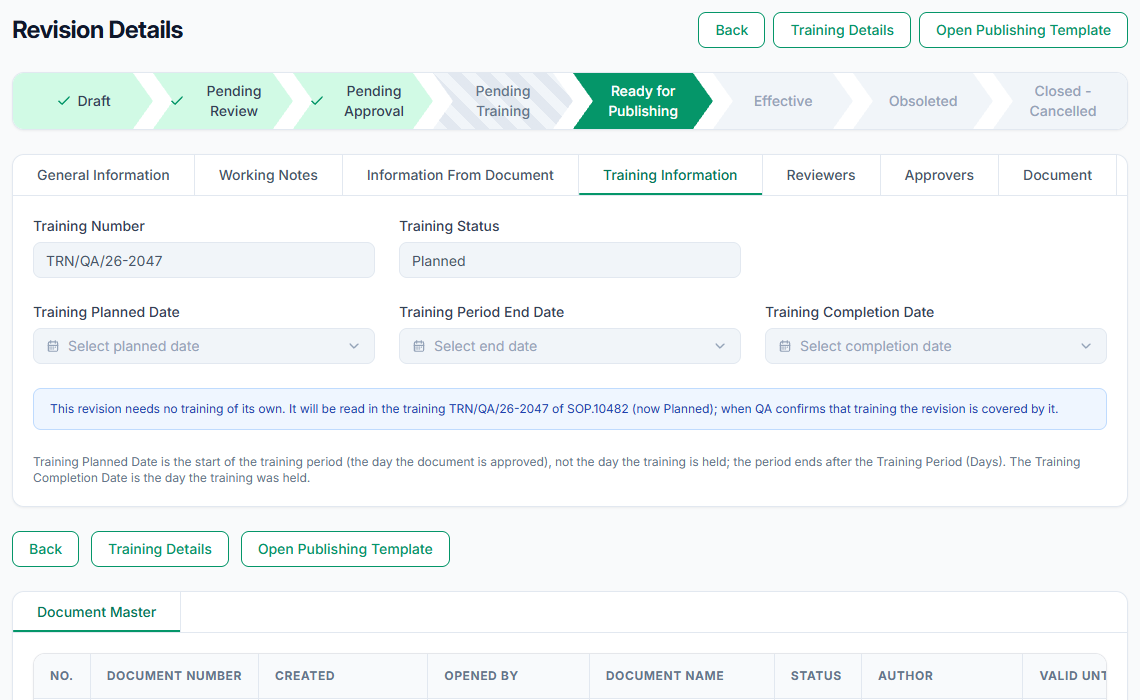 Revision Details
Back
Training Details
Open Publishing Template
Draft
Pending
Review
Pending
Approval
Pending
Training
Ready for
Publishing
Effective
Obsoleted
Closed -
Cancelled
General Information
Working Notes
Information From Document
Training Information
Reviewers
Approvers
Document
Training Number
Training Status
TRN/QA/26-2047
Planned
Training Planned Date
Training Period End Date
Training Completion Date
Select planned date
Select end date
Select completion date
This revision needs no training of its own. It will be read in the training TRN/QA/26-2047 of SOP.10482 (now Planned); when QA confirms that training the revision is covered by it.
Training Planned Date is the start of the training period (the day the document is approved), not the day the training is held; the period ends after the Training Period (Days). The Training
Completion Date is the day the training was held.
Back
Training Details
Open Publishing Template
Document Master
NO.
DOCUMENT NUMBER
CREATED
OPENED BY
DOCUMENT NAME
STATUS
AUTHOR
VALID UNT